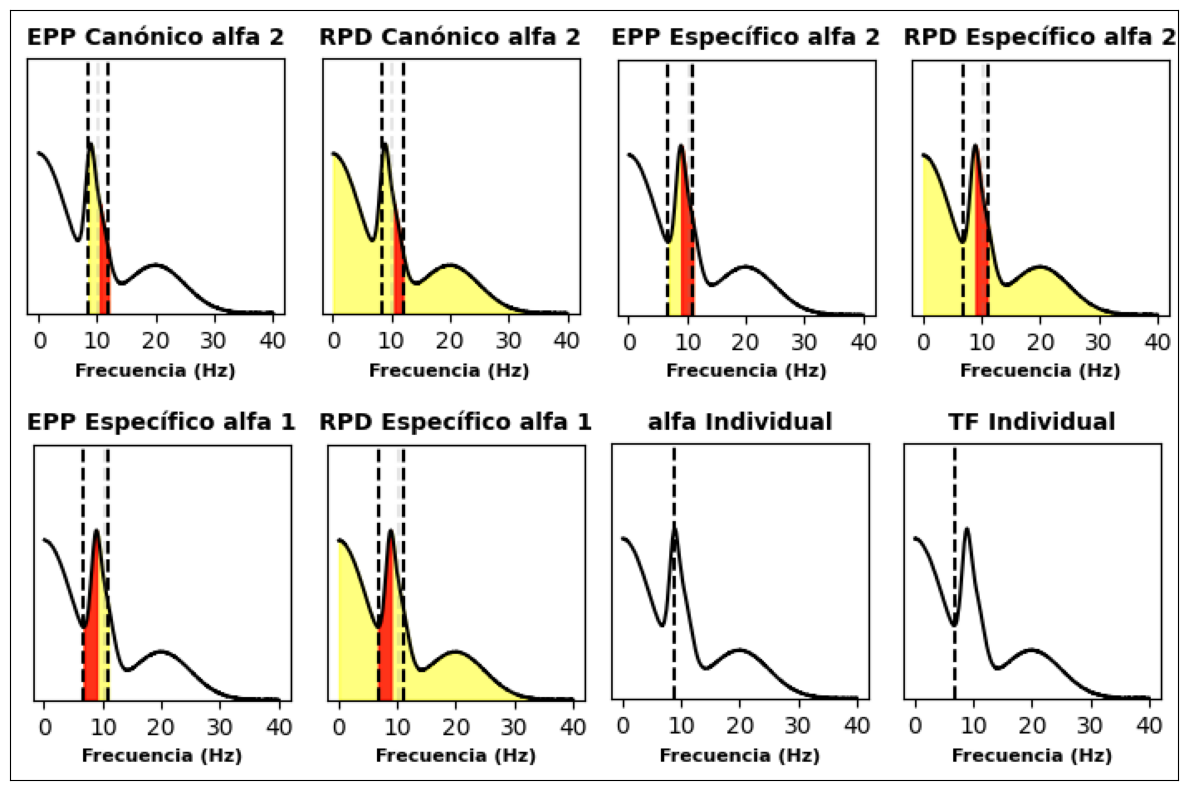 EPP Canónico alfa 2 RPD Canónico alfa 2 EPP Específico alfa 2 RPD Específico alfa 2
0 10 20 30 40 0 10 20 30 40 0 10 20 30 40 0 10 20 30 40
Frecuencia (Hz) Frecuencia (Hz) Frecuencia (Hz) Frecuencia (Hz)
EPP Específico alfa 1 RPD Específico alfa 1 alfa Individual TF Individual
0 10 20 30 40 0 10 20 30 40 0 10 20 30 40 0 10 20 30 40
Frecuencia (Hz) Frecuencia (Hz) Frecuencia (Hz) Frecuencia (Hz)